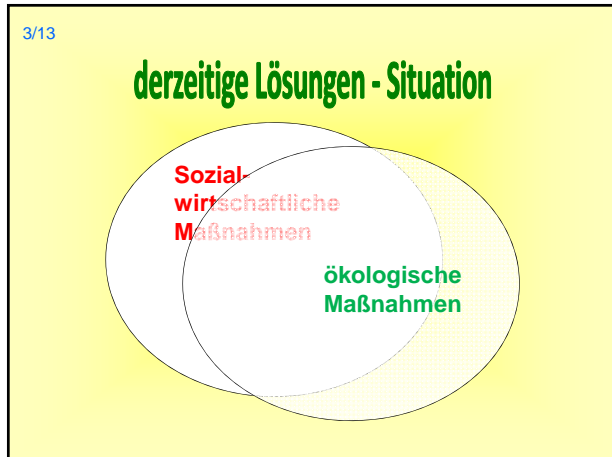 3/13
derzeitige Lösungen - Situation
Sozial-
wirtschaftliche
Maßnahmen
ökologische
Maßnahmen